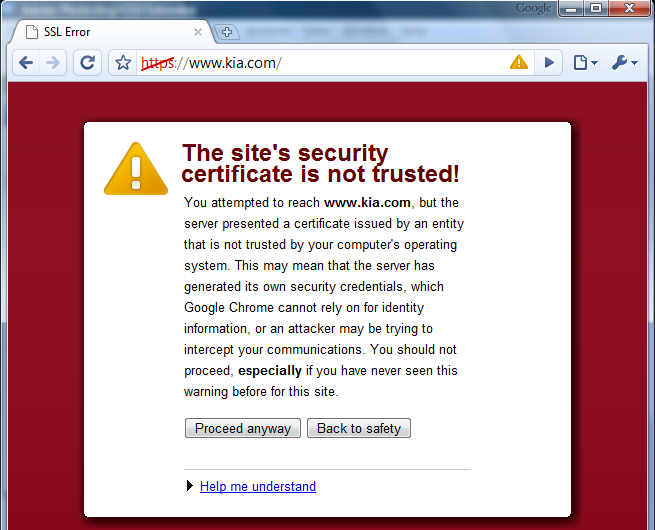 Google
SSL Error
https://www.kia.com/
The site's security
certificate is not trusted!
You attempted to reach www.kia.com, but the
server presented a certificate issued by an entity
that is not trusted by your computer's operating
system. This may mean that the server has
generated its own security credentials, which
Google Chrome cannot rely on for identity
information, or an attacker may be trying to
intercept your communications. You should not
proceed, especially if you have never seen this
warning before for this site.
Proceed anyway Back to safety
Help me understand